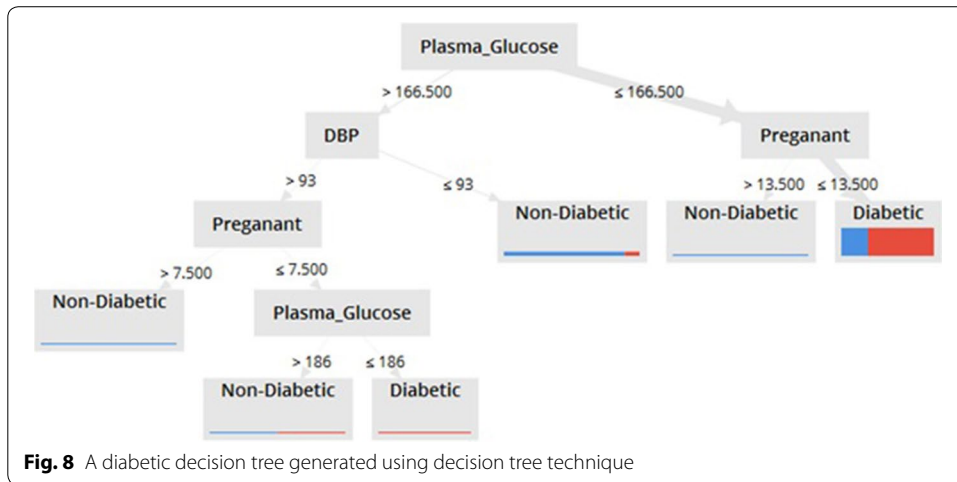 Plasma_Glucose
> 166.500
≤ 166.500
DBP
Preganant
> 93
≤ 93
> 13.500
≤ 13.500
Preganant
Non-Diabetic
Non-Diabetic
Diabetic
> 7.500
≤ 7.500
Non-Diabetic
Plasma_Glucose
> 186
≤ 186
Non-Diabetic
Diabetic
Fig. 8 A diabetic decision tree generated using decision tree technique